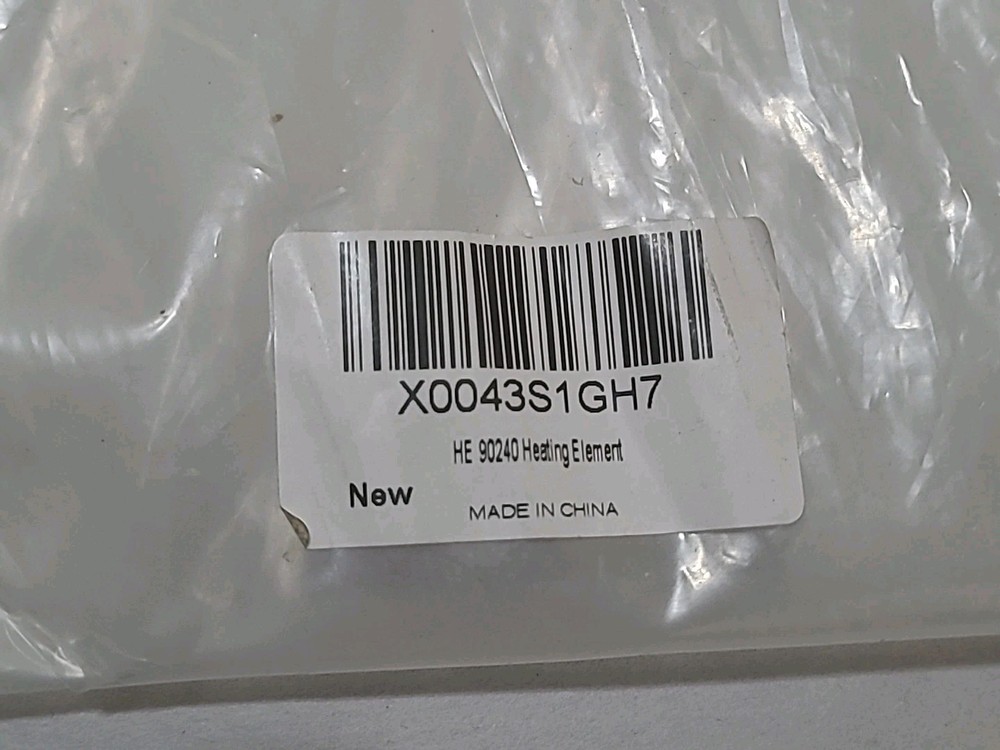 X0043S1GH7
HE 90240 Heating Element
New
MADE IN CHINA